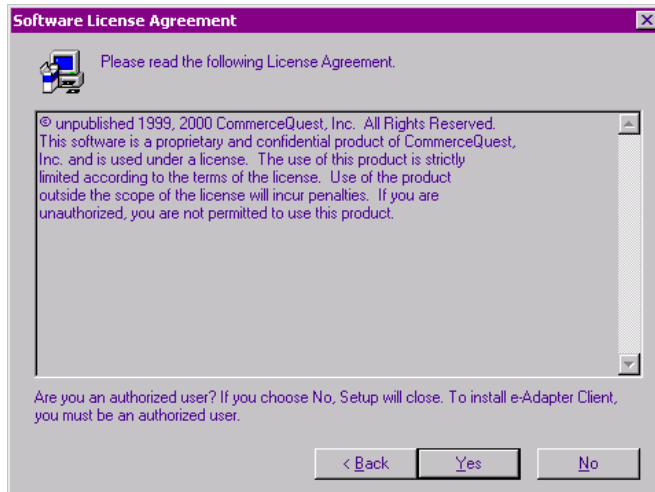 Software License Agreement
Please read the following License Agreement.
© unpublished 1999, 2000 CommerceQuest, Inc.  All Rights Reserved.
This software is a proprietary and confidential product of CommerceQuest,
Inc. and is used under a license.  The use of this product is strictly
limited according to the terms of the license.  Use of the product
outside the scope of the license will incur penalties.  If you are
unauthorized, you are not permitted to use this product.
Are you an authorized user? If you choose No, Setup will close. To install e-Adapter Client,
you must be an authorized user.
< Back Yes No